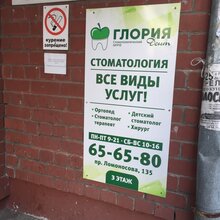 курение
запрещено!
ГЛОРИЯ
СТОМАТОЛОГИЧЕСКИЙ
ЦЕНТР
Дент
СТОМАТОЛОГИЯ
ВСЕ ВИДЫ
УСЛУГ!
• Ортопед
• Стоматолог
терапевт
• Детский
стоматолог
• Хирург
ПН-ПТ 9-21 • СБ-ВС 10-16
65-65-80
пр. Ломоносова, 135
3 ЭТАЖ